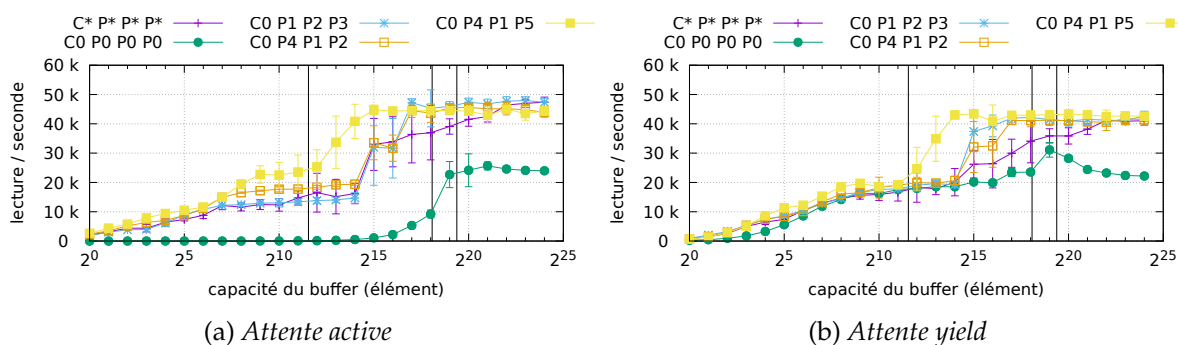 C* P* P* P*
C0 P0 P0 P0
C0 P1 P2 P3
C0 P4 P1 P2
C0 P4 P1 P5
lecture / seconde
60 k
50 k
40 k
30 k
20 k
10 k
0
2^0 2^5 2^10 2^15 2^20 2^25
capacité du buffer (élément)
(a) Attente active
C* P* P* P*
C0 P0 P0 P0
C0 P1 P2 P3
C0 P4 P1 P2
C0 P4 P1 P5
lecture / seconde
60 k
50 k
40 k
30 k
20 k
10 k
0
2^0 2^5 2^10 2^15 2^20 2^25
capacité du buffer (élément)
(b) Attente yield